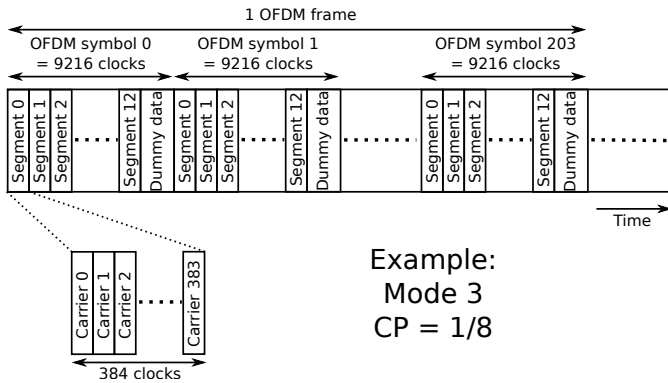 1 OFDM frame
OFDM symbol 0
= 9216 clocks
OFDM symbol 1
= 9216 clocks
OFDM symbol 203
= 9216 clocks
Segment 0
Segment 1
Segment 2
Segment 12
Dummy data
Segment 0
Segment 1
Segment 2
Segment 12
Dummy data
Segment 0
Segment 1
Segment 2
Segment 12
Dummy data
Time
Carrier 0
Carrier 1
Carrier 2
Carrier 383
384 clocks
Example:
Mode 3
CP = 1/8